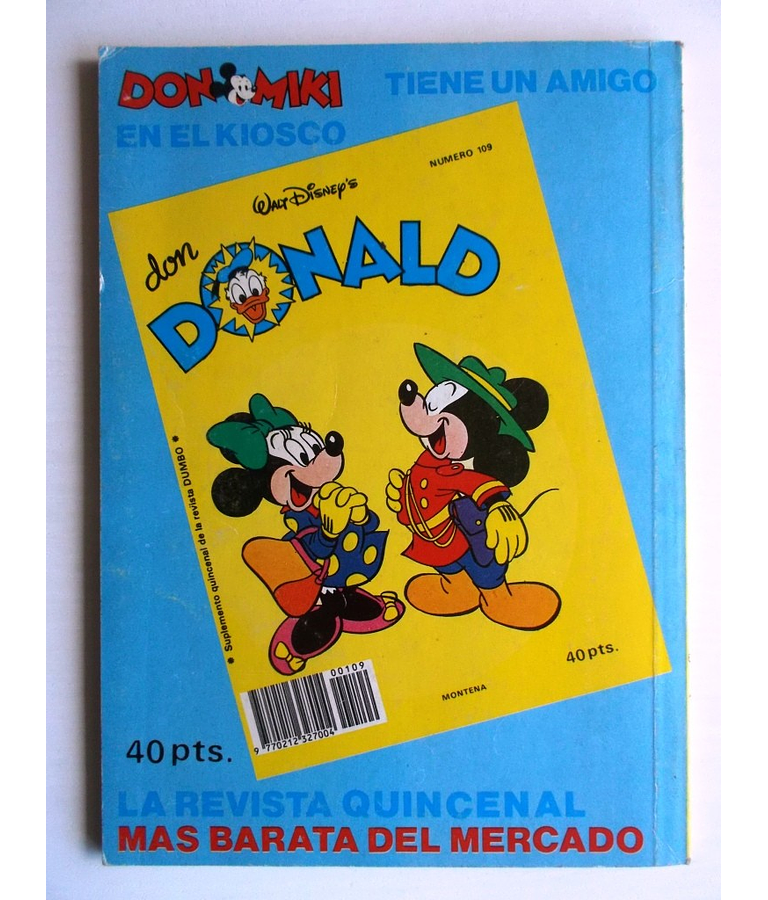 DON MIKI TIENE UN AMIGO
EN EL KIOSCO
NUMERO 109
WALT DISNEY'S
don
DONALD
• Suplemento quincenal de la revista DUMBO •
00109
9 770212 327004
MONTENA
40 pts.
40 pts.
LA REVISTA QUINCENAL
MAS BARATA DEL MERCADO